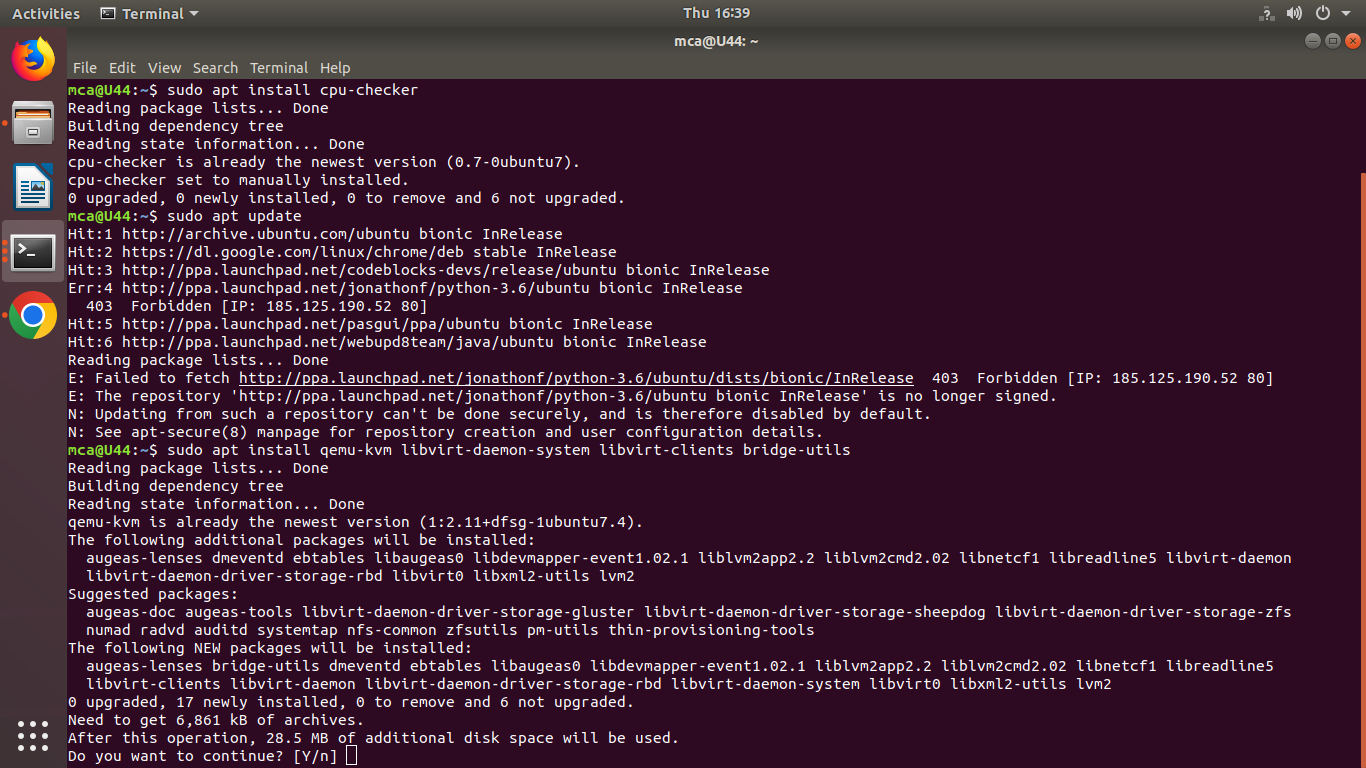 Activities Terminal Thu 16:39
mca@U44: ~
File Edit View Search Terminal Help
mca@U44:~$ sudo apt install cpu-checker
Reading package lists... Done
Building dependency tree
Reading state information... Done
cpu-checker is already the newest version (0.7-0ubuntu7).
cpu-checker set to manually installed.
0 upgraded, 0 newly installed, 0 to remove and 6 not upgraded.
mca@U44:~$ sudo apt update
Hit:1 http://archive.ubuntu.com/ubuntu bionic InRelease
Hit:2 https://dl.google.com/linux/chrome/deb stable InRelease
Hit:3 http://ppa.launchpad.net/codeblocks-devs/release/ubuntu bionic InRelease
Err:4 http://ppa.launchpad.net/jonathonf/python-3.6/ubuntu bionic InRelease
  403  Forbidden [IP: 185.125.190.52 80]
Hit:5 http://ppa.launchpad.net/pasgui/ppa/ubuntu bionic InRelease
Hit:6 http://ppa.launchpad.net/webupd8team/java/ubuntu bionic InRelease
Reading package lists... Done
E: Failed to fetch http://ppa.launchpad.net/jonathonf/python-3.6/ubuntu/dists/bionic/InRelease  403  Forbidden [IP: 185.125.190.52 80]
E: The repository 'http://ppa.launchpad.net/jonathonf/python-3.6/ubuntu bionic InRelease' is no longer signed.
N: Updating from such a repository can't be done securely, and is therefore disabled by default.
N: See apt-secure(8) manpage for repository creation and user configuration details.
mca@U44:~$ sudo apt install qemu-kvm libvirt-daemon-system libvirt-clients bridge-utils
Reading package lists... Done
Building dependency tree
Reading state information... Done
qemu-kvm is already the newest version (1:2.11+dfsg-1ubuntu7.4).
The following additional packages will be installed:
  augeas-lenses dmeventd ebtables libaugeas0 libdevmapper-event1.02.1 liblvm2app2.2 liblvm2cmd2.02 libnetcf1 libreadline5 libvirt-daemon
  libvirt-daemon-driver-storage-rbd libvirt0 libxml2-utils lvm2
Suggested packages:
  augeas-doc augeas-tools libvirt-daemon-driver-storage-gluster libvirt-daemon-driver-storage-sheepdog libvirt-daemon-driver-storage-zfs
  numad radvd auditd systemtap nfs-common zfsutils pm-utils thin-provisioning-tools
The following NEW packages will be installed:
  augeas-lenses bridge-utils dmeventd ebtables libaugeas0 libdevmapper-event1.02.1 liblvm2app2.2 liblvm2cmd2.02 libnetcf1 libreadline5
  libvirt-clients libvirt-daemon libvirt-daemon-driver-storage-rbd libvirt-daemon-system libvirt0 libxml2-utils lvm2
0 upgraded, 17 newly installed, 0 to remove and 6 not upgraded.
Need to get 6,861 kB of archives.
After this operation, 28.5 MB of additional disk space will be used.
Do you want to continue? [Y/n]